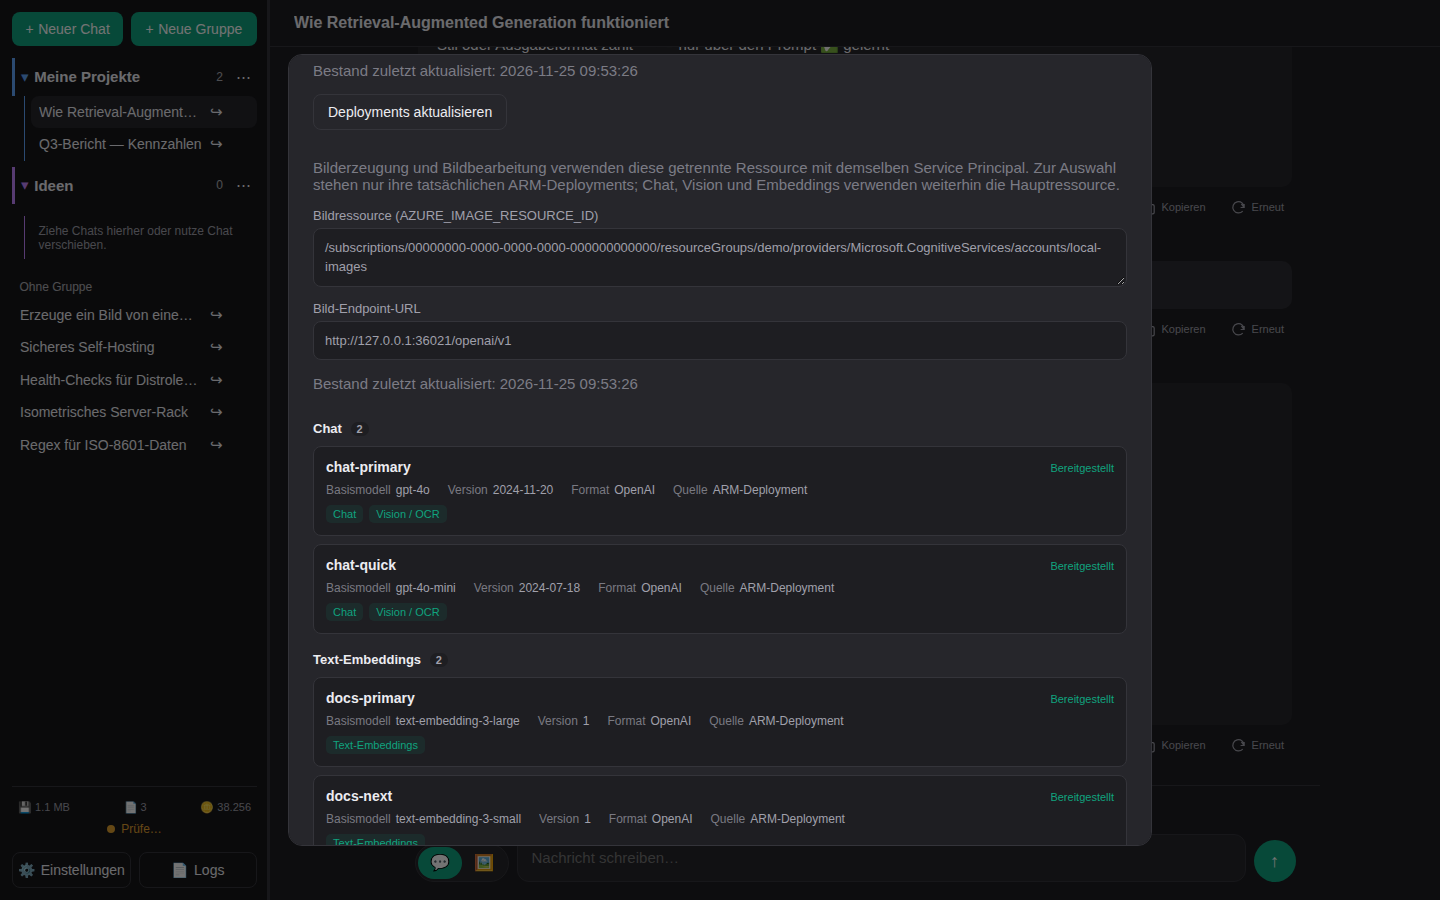 + Neuer Chat
+ Neue Gruppe
▾ Meine Projekte 2 ⋯
Wie Retrieval-Augment… ↪
Q3-Bericht — Kennzahlen ↪
▾ Ideen 0 ⋯
Ziehe Chats hierher oder nutze Chat
verschieben.
Ohne Gruppe
Erzeuge ein Bild von eine… ↪
Sicheres Self-Hosting ↪
Health-Checks für Distrole… ↪
Isometrisches Server-Rack ↪
Regex für ISO-8601-Daten ↪
💾 1.1 MB 📄 3 🪙 38.256
Prüfe…
⚙️ Einstellungen
📄 Logs
Wie Retrieval-Augmented Generation funktioniert
Stil oder Ausgabeformat zählt nur über den Prompt ✅ gelernt
Bestand zuletzt aktualisiert: 2026-11-25 09:53:26
Deployments aktualisieren
Bilderzeugung und Bildbearbeitung verwenden diese getrennte Ressource mit demselben Service Principal. Zur Auswahl
stehen nur ihre tatsächlichen ARM-Deployments; Chat, Vision und Embeddings verwenden weiterhin die Hauptressource.
Bildressource (AZURE_IMAGE_RESOURCE_ID)
/subscriptions/00000000-0000-0000-0000-000000000000/resourceGroups/demo/providers/Microsoft.CognitiveServices/accounts/local-
images
Bild-Endpoint-URL
http://127.0.0.1:36021/openai/v1
Bestand zuletzt aktualisiert: 2026-11-25 09:53:26
Chat 2
chat-primary Bereitgestellt
Basismodell gpt-4o Version 2024-11-20 Format OpenAI Quelle ARM-Deployment
Chat Vision / OCR
chat-quick Bereitgestellt
Basismodell gpt-4o-mini Version 2024-07-18 Format OpenAI Quelle ARM-Deployment
Chat Vision / OCR
Text-Embeddings 2
docs-primary Bereitgestellt
Basismodell text-embedding-3-large Version 1 Format OpenAI Quelle ARM-Deployment
Text-Embeddings
docs-next Bereitgestellt
Basismodell text-embedding-3-small Version 1 Format OpenAI Quelle ARM-Deployment
Text-Embeddings
Kopieren Erneut
Kopieren Erneut
Kopieren Erneut
Nachricht schreiben…
↑